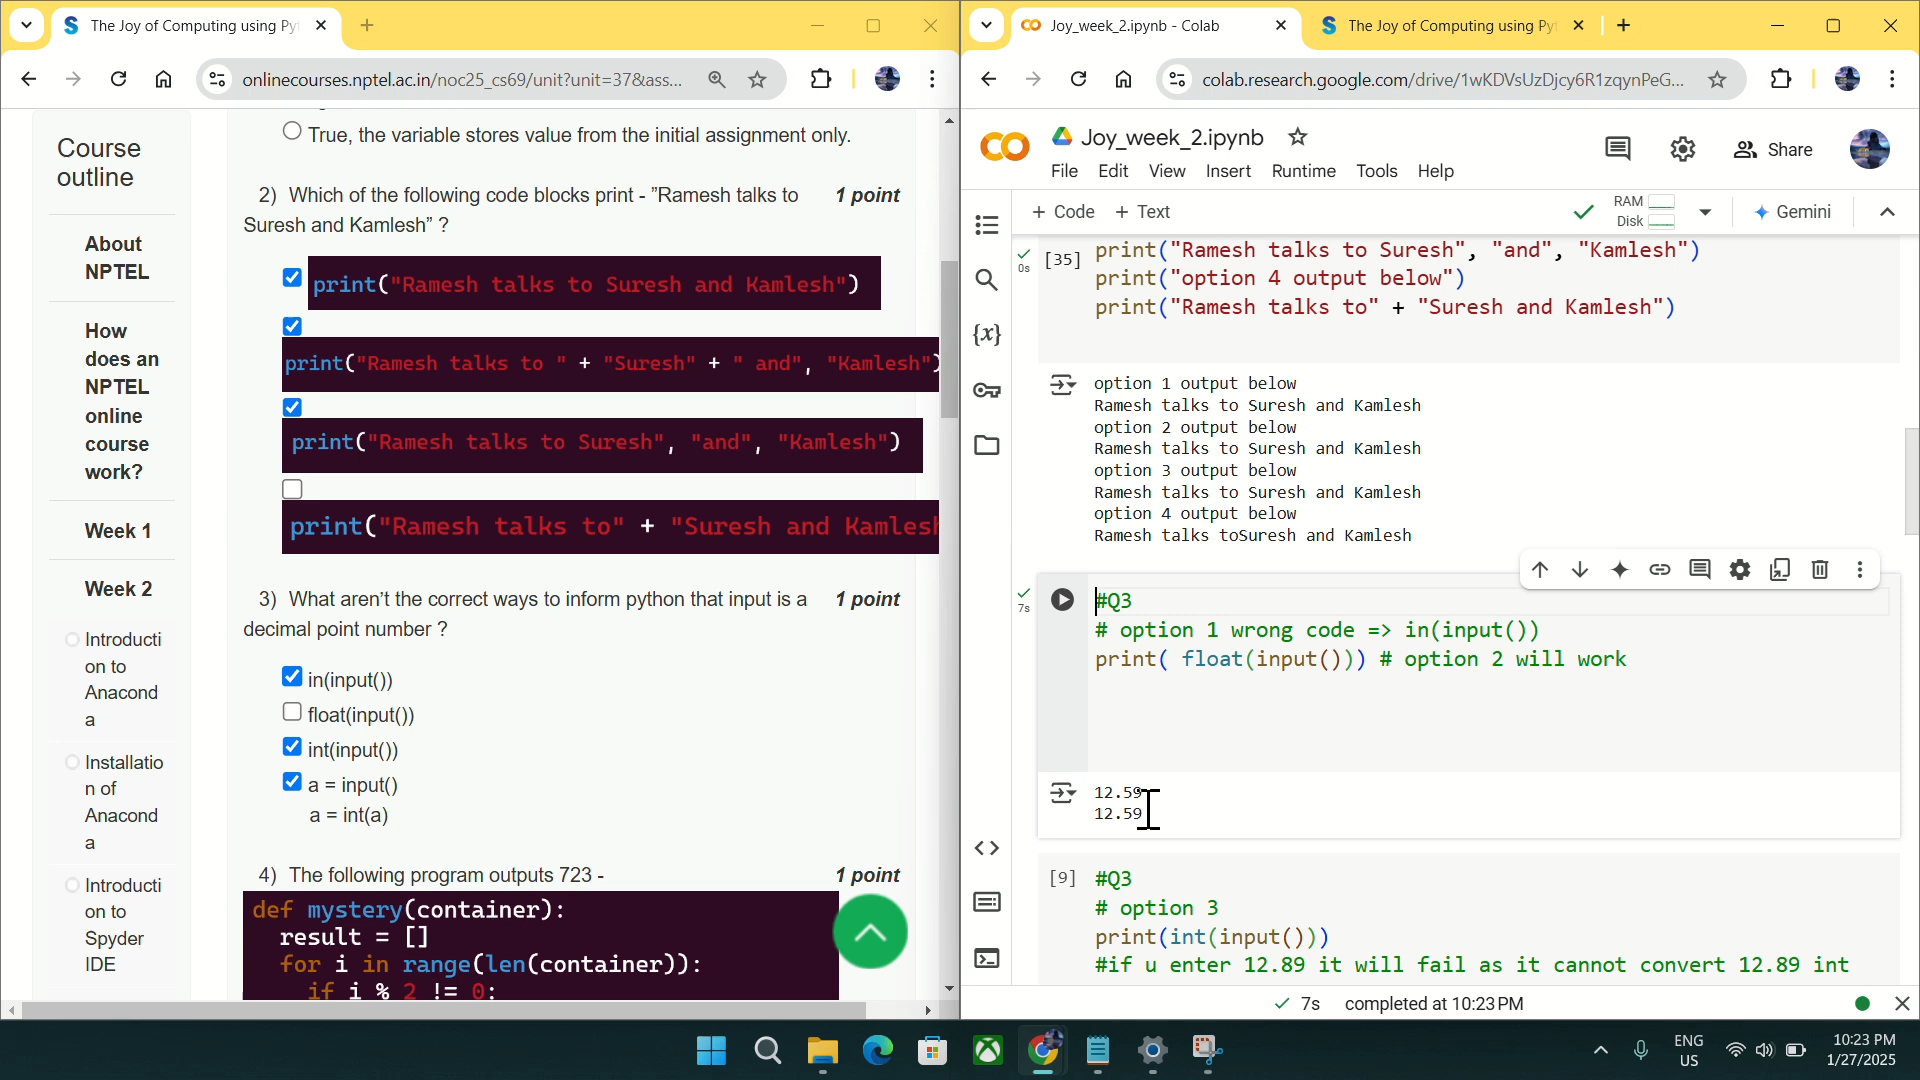 The Joy of Computing using Py
onlinecourses.nptel.ac.in/noc25_cs69/unit?unit=37&ass...
Course
outline
About
NPTEL
How
does an
NPTEL
online
course
work?
Week 1
Week 2
Introducti
on to
Anacond
a
Installatio
n of
Anacond
a
Introducti
on to
Spyder
IDE
True, the variable stores value from the initial assignment only.
2) Which of the following code blocks print - ”Ramesh talks to 1 point
Suresh and Kamlesh” ?
print("Ramesh talks to Suresh and Kamlesh")
print("Ramesh talks to " + "Suresh" + " and", "Kamlesh")
print("Ramesh talks to Suresh", "and", "Kamlesh")
print("Ramesh talks to" + "Suresh and Kamlesh
3) What aren’t the correct ways to inform python that input is a 1 point
decimal point number ?
in(input())
float(input())
int(input())
a = input()
a = int(a)
4) The following program outputs 723 - 1 point
def mystery(container):
result = []
for i in range(len(container)):
if i % 2 != 0:
Joy_week_2.ipynb - Colab
The Joy of Computing using Py
colab.research.google.com/drive/1wKDVsUzDjcy6R1zqynPeG...
CO
Joy_week_2.ipynb
Share
File Edit View Insert Runtime Tools Help
+ Code + Text
RAM
Disk
Gemini
{x}
0s
[35]
print("Ramesh talks to Suresh", "and", "Kamlesh")
print("option 4 output below")
print("Ramesh talks to" + "Suresh and Kamlesh")
option 1 output below
Ramesh talks to Suresh and Kamlesh
option 2 output below
Ramesh talks to Suresh and Kamlesh
option 3 output below
Ramesh talks to Suresh and Kamlesh
option 4 output below
Ramesh talks toSuresh and Kamlesh
7s
#Q3
# option 1 wrong code => in(input())
print( float(input())) # option 2 will work
12.59
12.59
[9]
#Q3
# option 3
print(int(input()))
#if u enter 12.89 it will fail as it cannot convert 12.89 int
7s completed at 10:23 PM
ENG
US
10:23 PM
1/27/2025